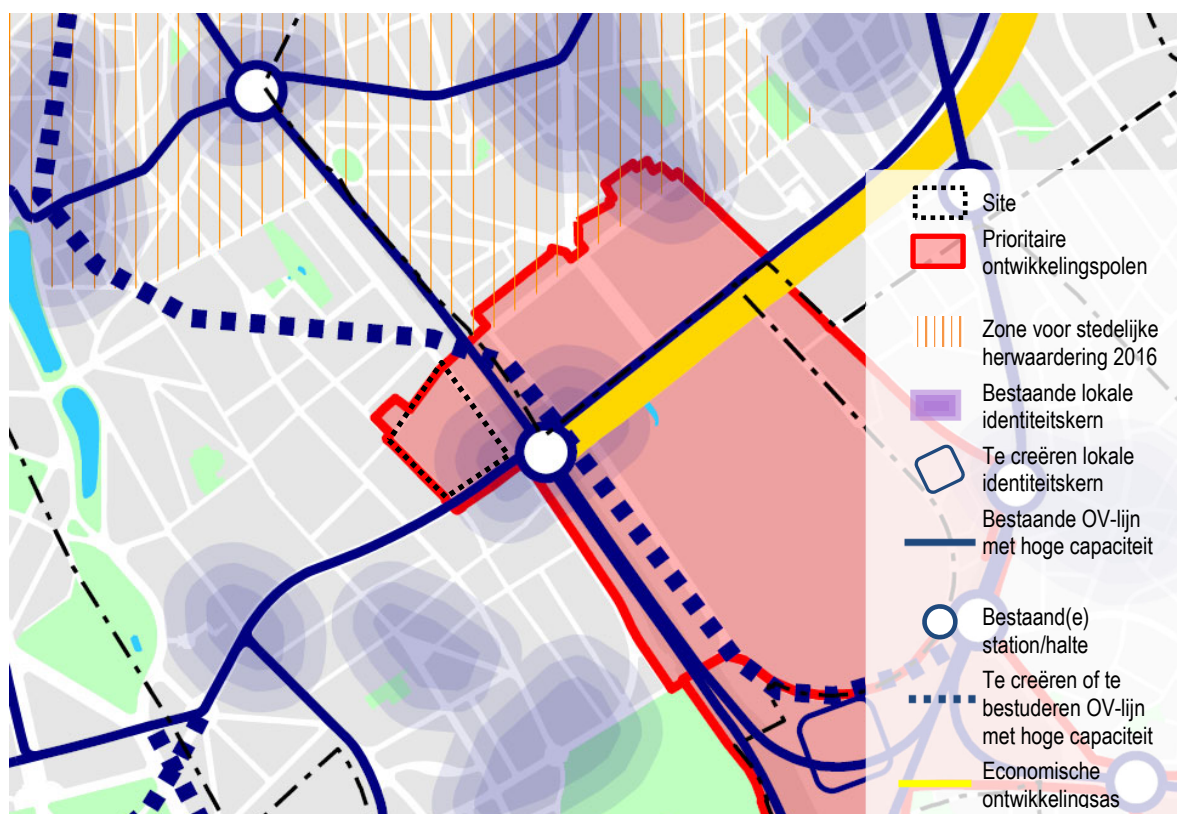 Site
Prioritaire
ontwikkelingspolen
Zone voor stedelijke
herwaardering 2016
Bestaande lokale
identiteitskern
Te creëren lokale
identiteitskern
Bestaande OV-lijn
met hoge capaciteit
Bestaand(e)
station/halte
Te creëren of te
bestuderen OV-lijn
met hoge capaciteit
Economische
ontwikkelingsas